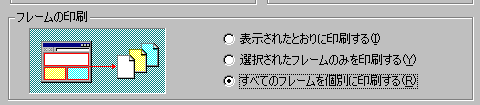 フレームの印刷
表示されたとおりに印刷する(I)
選択されたフレームのみを印刷する(Y)
すべてのフレームを個別に印刷する(R)